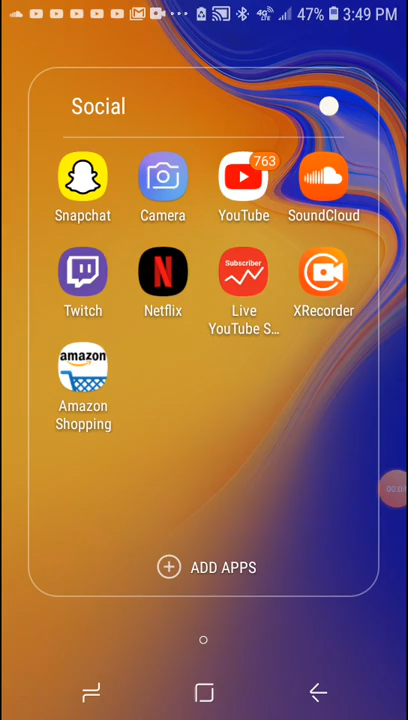 47% 3:49 PM
Social
763
Snapchat
Camera
YouTube
SoundCloud
Subscriber
Twitch
Netflix
Live
YouTube S...
XRecorder
amazon
Amazon
Shopping
ADD APPS